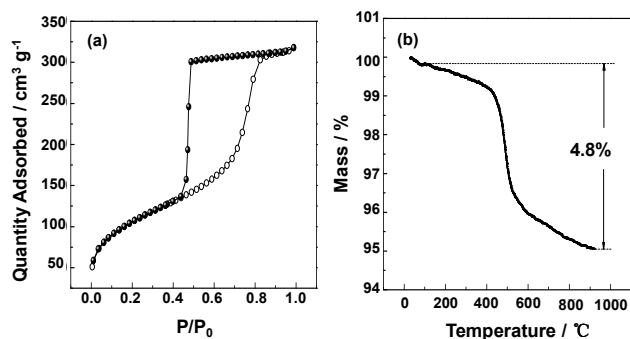 (a)
Quantity Adsorbed / cm³ g⁻¹
350
300
250
200
150
100
50
0.0 0.2 0.4 0.6 0.8 1.0
P/P₀
(b)
Mass / %
101
100
99
98
97
96
95
94
4.8%
0 200 400 600 800 1000
Temperature / ℃